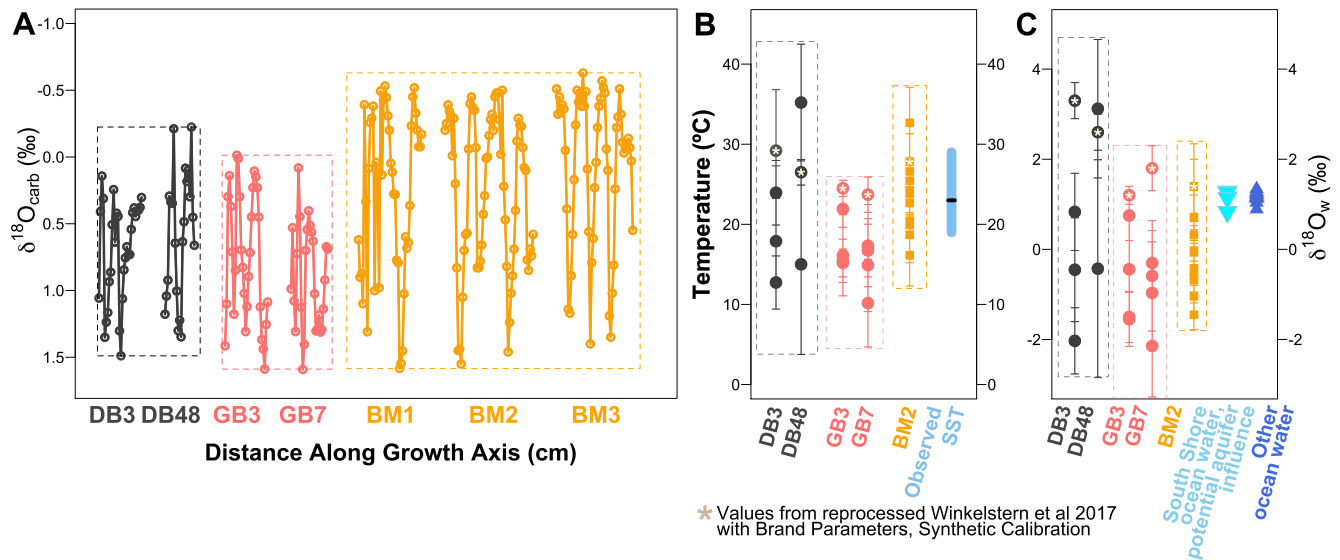 A
-1.0
-0.5
0.0
0.5
1.0
1.5
δ18Ocarb (‰)
DB3
DB48
GB3
GB7
BM1
BM2
BM3
Distance Along Growth Axis (cm)
B
40
30
20
10
0
Temperature (ºC)
40
30
20
10
0
DB3
DB48
GB3
GB7
BM2
Observed
SST
C
4
2
0
-2
4
2
0
-2
δ18Ow (‰)
DB3
DB48
GB3
GB7
BM2
South Shore
ocean water,
potential aquifer
influence
Other
ocean water
* Values from reprocessed Winkelstern et al 2017
with Brand Parameters, Synthetic Calibration